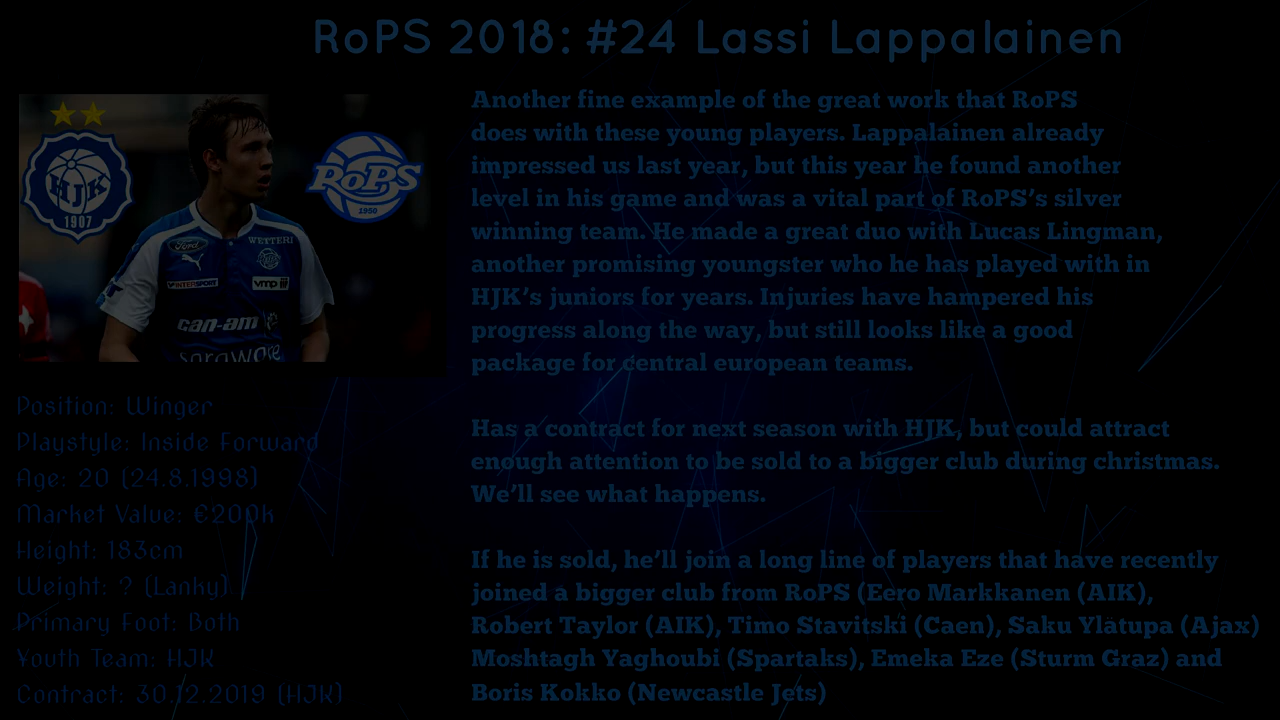 RoPS 2018: #24 Lassi Lappalainen
HJK
1907
RoPS
1950
Ford
WETTERI
INTERSPORT
vmp
can-am
Position: Winger
Playstyle: Inside Forward
Age: 20 (24.8.1998)
Market Value: €200k
Height: 183cm
Weight: ? (Lanky)
Primary Foot: Both
Youth Team: HJK
Contract: 30.12.2019 (HJK)
Another fine example of the great work that RoPS
does with these young players. Lappalainen already
impressed us last year, but this year he found another
level in his game and was a vital part of RoPS's silver
winning team. He made a great duo with Lucas Lingman,
another promising youngster who he has played with in
HJK's juniors for years. Injuries have hampered his
progress along the way, but still looks like a good
package for central european teams.
Has a contract for next season with HJK, but could attract
enough attention to be sold to a bigger club during christmas.
We'll see what happens.
If he is sold, he'll join a long line of players that have recently
joined a bigger club from RoPS (Eero Markkanen (AIK),
Robert Taylor (AIK), Timo Stavitski (Caen), Saku Ylätupa (Ajax)
Moshtagh Yaghoubi (Spartaks), Emeka Eze (Sturm Graz) and
Boris Kokko (Newcastle Jets)